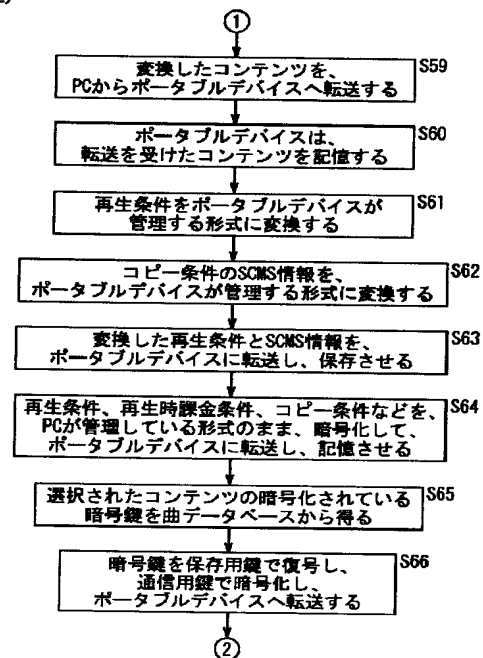 ①
変換したコンテンツを、
PCからポータブルデバイスへ転送する
S59
ポータブルデバイスは、
転送を受けたコンテンツを記憶する
S60
再生条件をポータブルデバイスが
管理する形式に変換する
S61
コピー条件のSCMS情報を、
ポータブルデバイスが管理する形式に変換する
S62
変換した再生条件とSCMS情報を、
ポータブルデバイスに転送し、保存させる
S63
再生条件、再生時課金条件、コピー条件などを、
PCが管理している形式のまま、暗号化して、
ポータブルデバイスに転送し、記憶させる
S64
選択されたコンテンツの暗号化されている
暗号鍵を曲データベースから得る
S65
暗号鍵を保存用鍵で復号し、
通信用鍵で暗号化し、
ポータブルデバイスへ転送する
S66
②